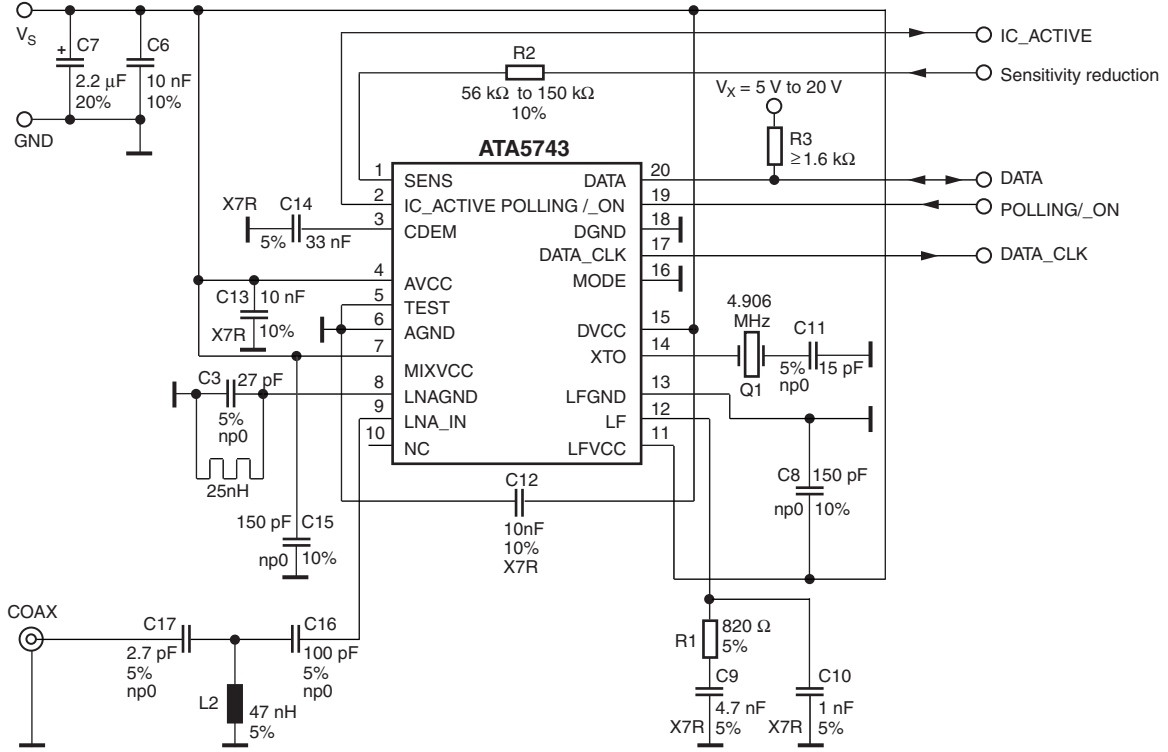 V_S
C7
+
2.2 µF
20%
C6
10 nF
10%
GND
IC_ACTIVE
R2
56 kΩ to 150 kΩ
10%
Sensitivity reduction
V_X = 5 V to 20 V
R3
≥1.6 kΩ
ATA5743
1 SENS
2 IC_ACTIVE
3 CDEM
4 AVCC
5 TEST
6 AGND
7 MIXVCC
8 LNAGND
9 LNA_IN
10 NC
DATA 20
POLLING /_ON 19
DGND 18
DATA_CLK 17
MODE 16
DVCC 15
XTO 14
LFGND 13
LF 12
LFVCC 11
DATA
POLLING/_ON
DATA_CLK
X7R
C14
5%
33 nF
C13
10 nF
X7R
10%
C3
27 pF
5%
np0
25nH
150 pF
C15
np0
10%
4.906
MHz
Q1
C11
5%
np0
15 pF
C8
150 pF
np0
10%
C12
10nF
10%
X7R
COAX
C17
2.7 pF
5%
np0
C16
100 pF
5%
np0
L2
47 nH
5%
R1
820 Ω
5%
C9
4.7 nF
X7R
5%
C10
1 nF
X7R
5%